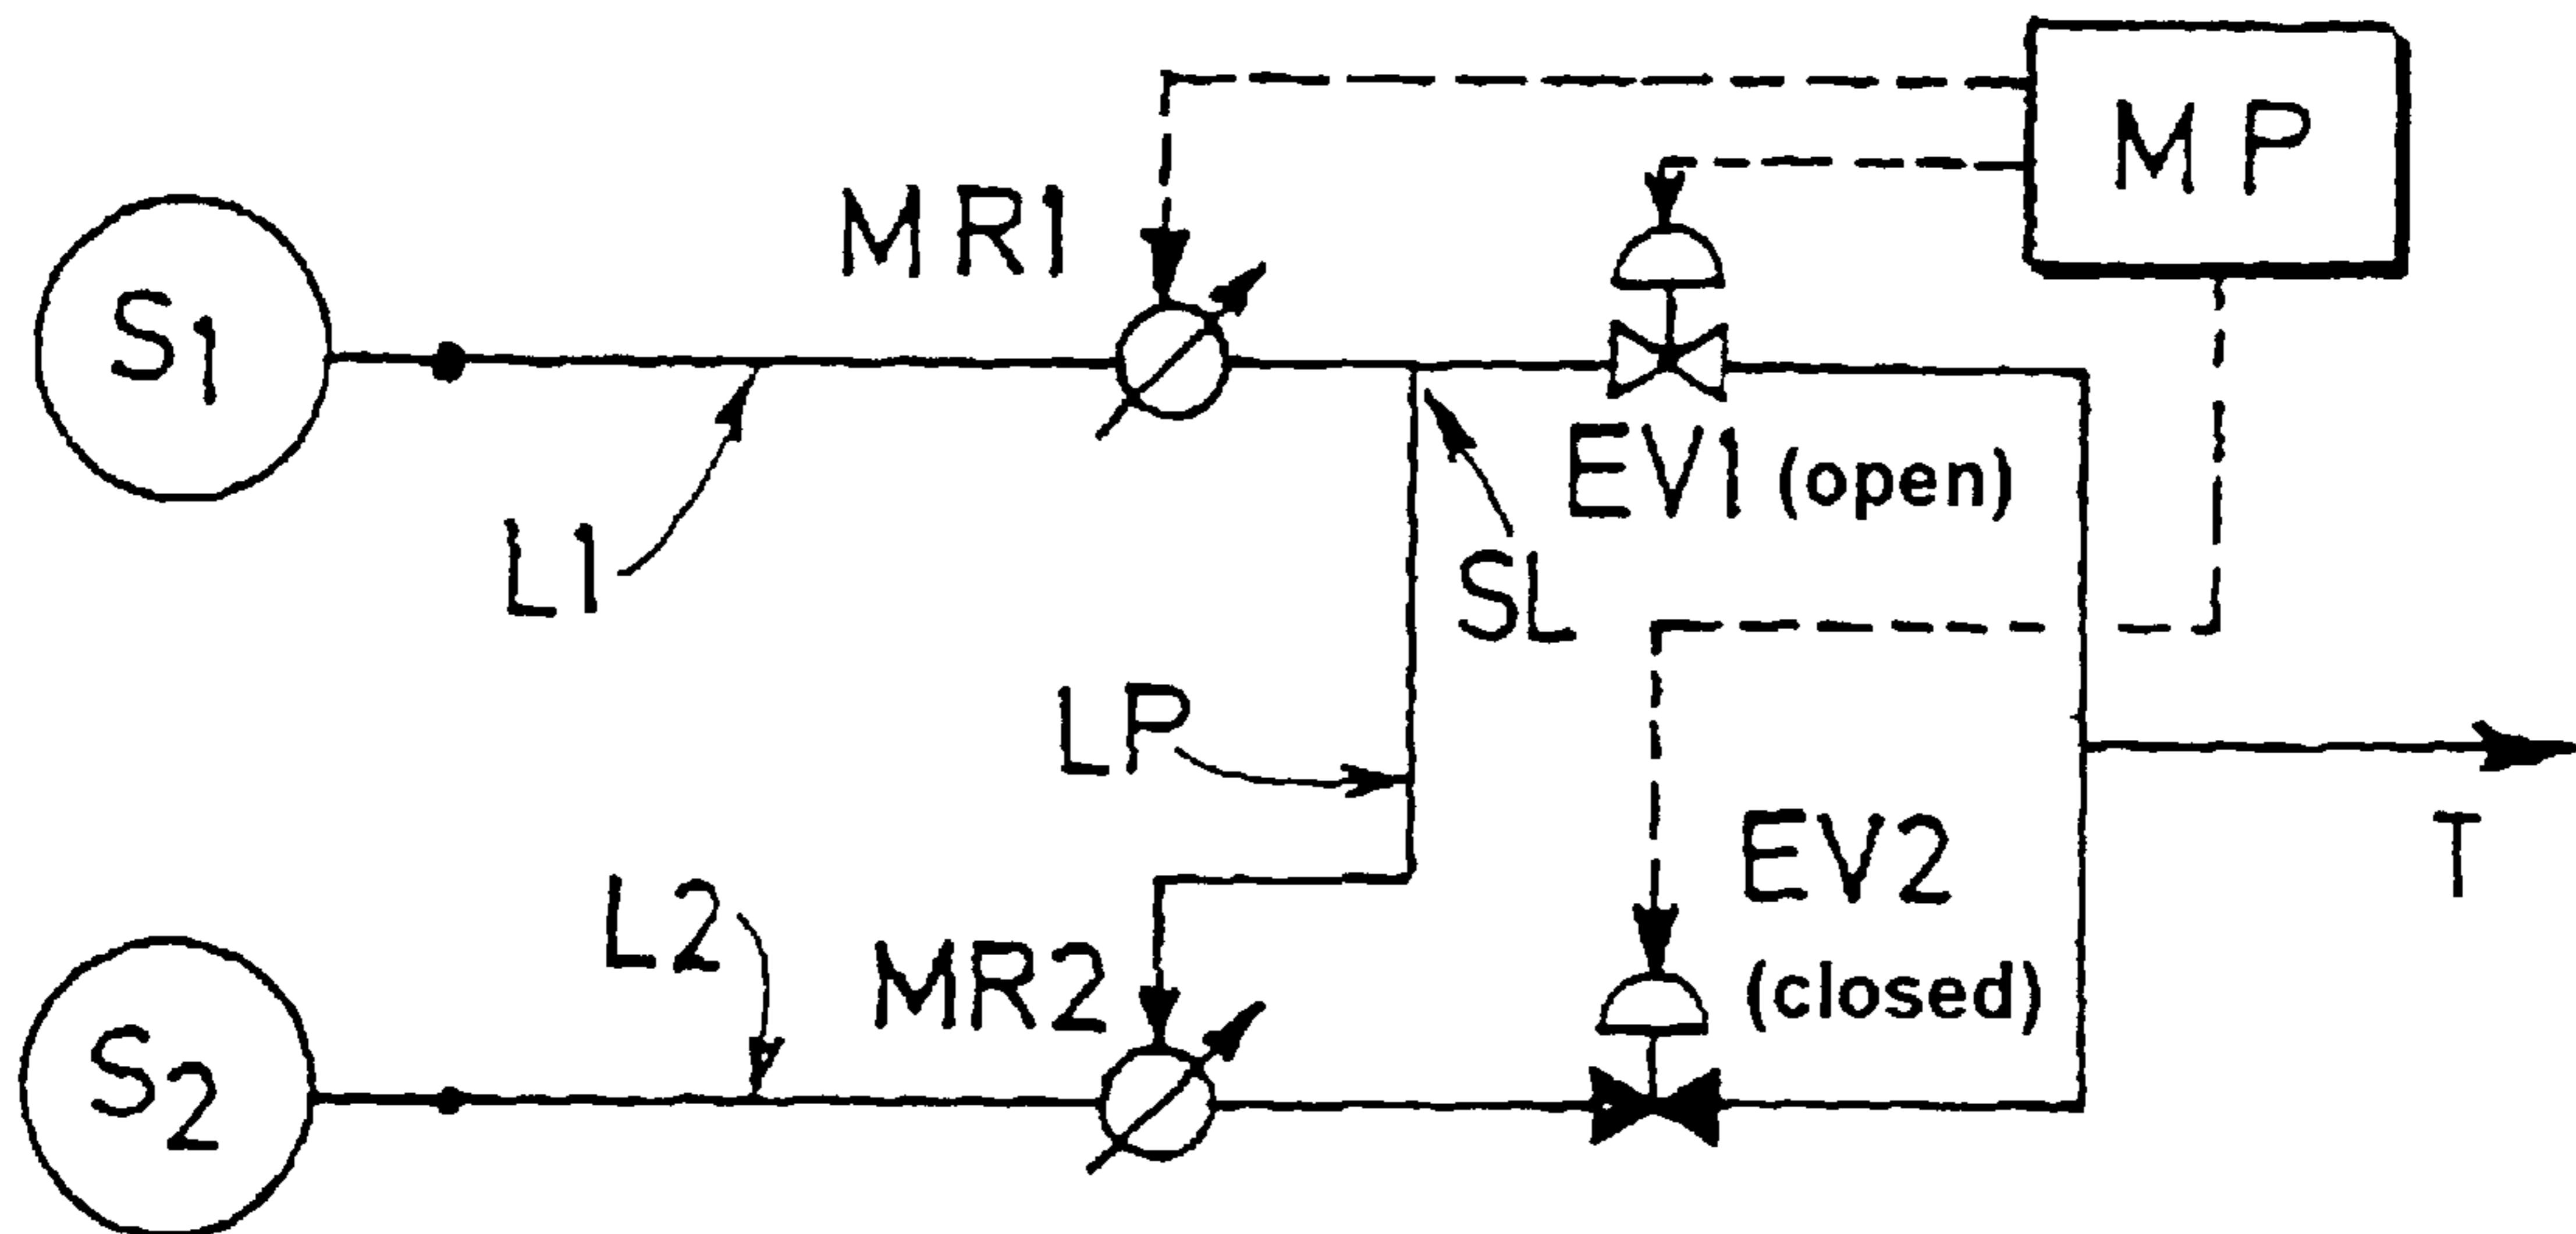 MP
MR1
S1
EV1 (open)
L1
SL
LP
T
EV2
(closed)
L2
MR2
S2